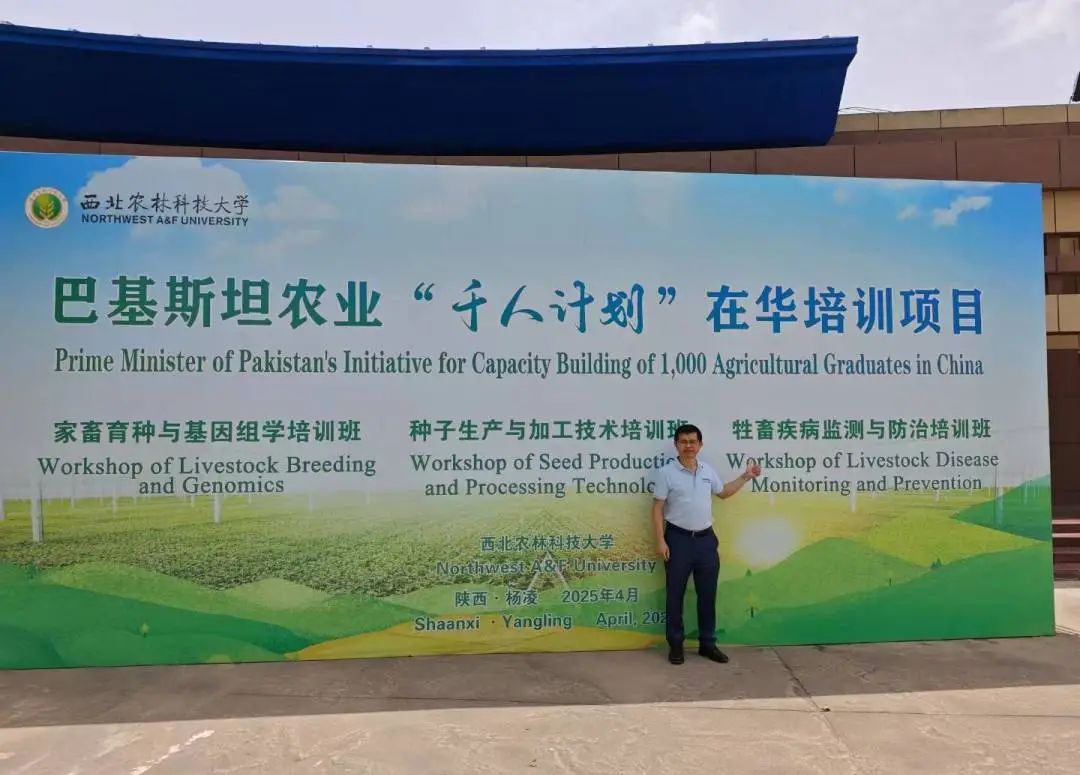 西北农林科技大学
NORTHWEST A&F UNIVERSITY
巴基斯坦农业“千人计划”在华培训项目
Prime Minister of Pakistan's Initiative for Capacity Building of 1,000 Agricultural Graduates in China
家畜育种与基因组学培训班
Workshop of Livestock Breeding
and Genomics
种子生产与加工技术培训班
Workshop of Seed Production
and Processing
牲畜疾病监测与防治培训班
Workshop of Livestock Disease
Monitoring and Prevention
西北农林科技大学
Northwest A&F University
陕西·杨凌 2025年4月
Shaanxi ·Yangling April,